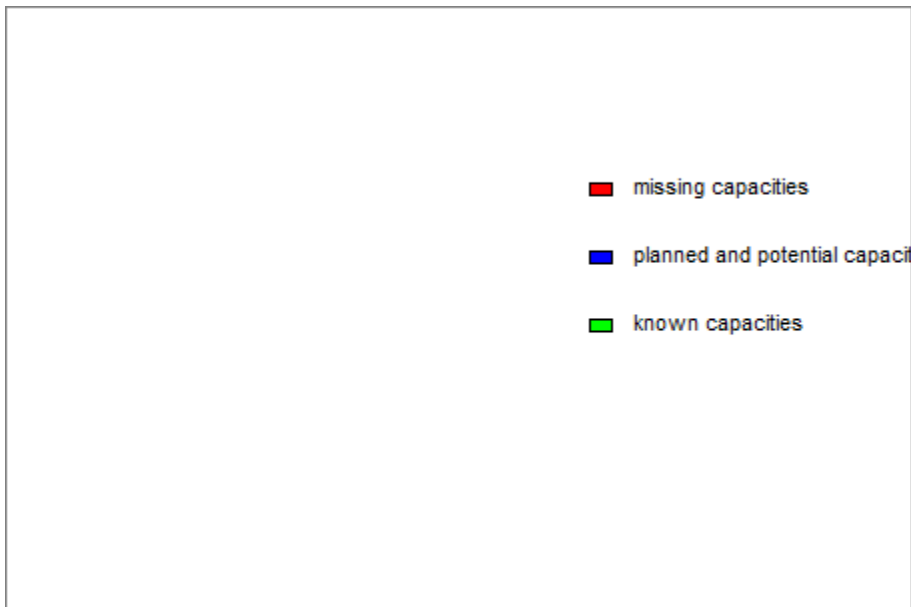 missing capacities
planned and potential capacit
known capacities